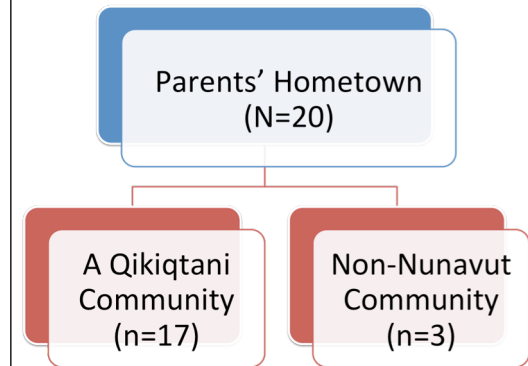 Parents’ Hometown
(N=20)
A Qikiqtani
Community
(n=17)
Non-Nunavut
Community
(n=3)